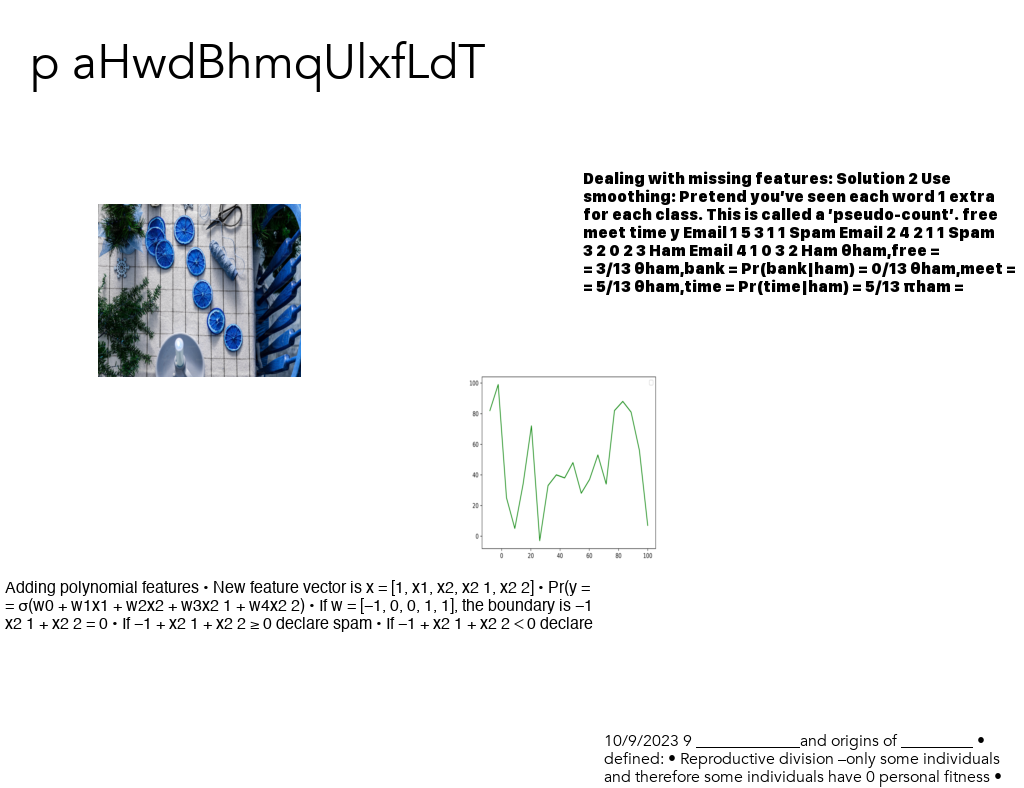 p aHwdBhmqUlxfLdT
Dealing with missing features: Solution 2 Use
smoothing: Pretend you've seen each word 1 extra
for each class. This is called a 'pseudo-count'. free
meet time y Email 1 5 3 1 1 Spam Email 2 4 2 1 1 Spam
3 2 0 2 3 Ham Email 4 1 0 3 2 Ham θham,free =
= 3/13 θham,bank = Pr(bank|ham) = 0/13 θham,meet =
= 5/13 θham,time = Pr(time|ham) = 5/13 πham =
100
80
60
40
20
0
0 20 40 60 80 100
Adding polynomial features • New feature vector is x = [1, x1, x2, x2 1, x2 2] • Pr(y =
= σ(w0 + w1x1 + w2x2 + w3x2 1 + w4x2 2) • If w = [−1, 0, 0, 1, 1], the boundary is −1
x2 1 + x2 2 = 0 • If −1 + x2 1 + x2 2 ≥ 0 declare spam • If −1 + x2 1 + x2 2 < 0 declare
10/9/2023 9 _____________and origins of _________ •
defined: • Reproductive division –only some individuals
and therefore some individuals have 0 personal fitness •